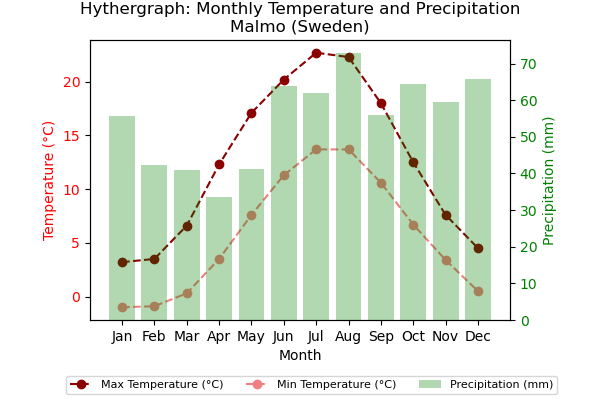 Hythergraph: Monthly Temperature and Precipitation
Malmo (Sweden)
Temperature (°C)
20
15
10
5
0
Precipitation (mm)
70
60
50
40
30
20
10
0
Jan Feb Mar Apr May Jun Jul Aug Sep Oct Nov Dec
Month
Max Temperature (°C) Min Temperature (°C) Precipitation (mm)